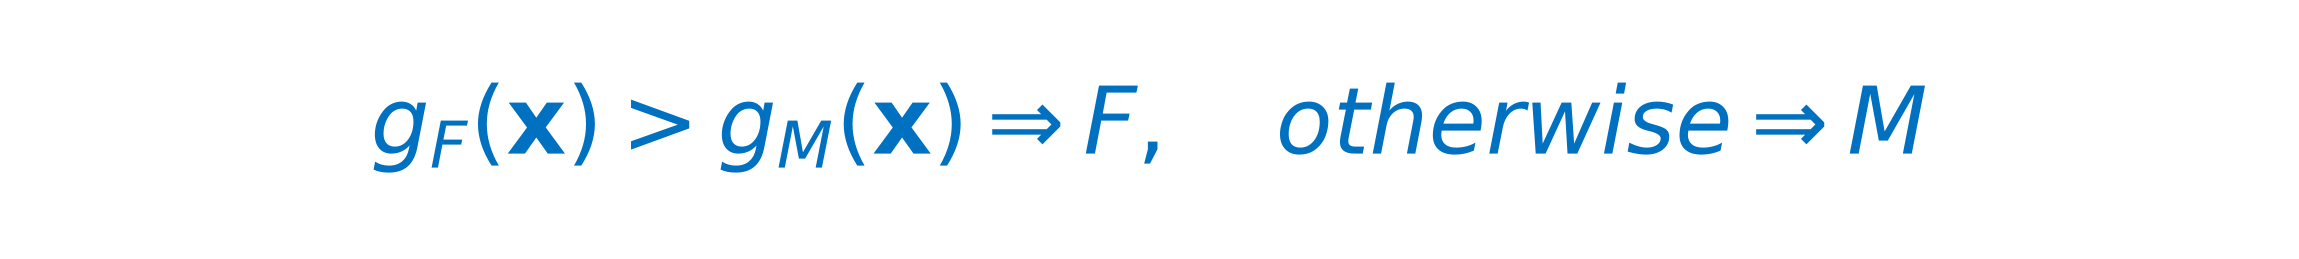 g_F(𝐱) > g_M(𝐱) ⇒ F, otherwise ⇒ M